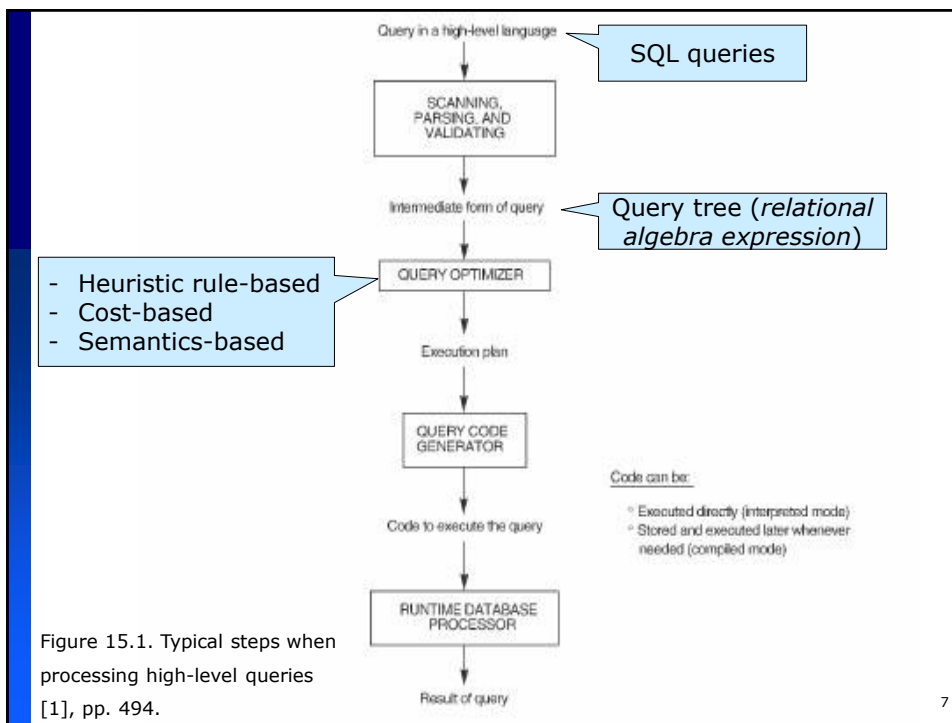 Query in a high-level language
SQL queries
SCANNING,
PARSING, AND
VALIDATING
Intermediate form of query
Query tree (relational
algebra expression)
- Heuristic rule-based
- Cost-based
- Semantics-based
QUERY OPTIMIZER
Execution plan
QUERY CODE
GENERATOR
Code can be:
° Executed directly (interpreted mode)
° Stored and executed later whenever
needed (compiled mode)
Code to execute the query
RUNTIME DATABASE
PROCESSOR
Figure 15.1. Typical steps when
processing high-level queries
[1], pp. 494.
Result of query
7